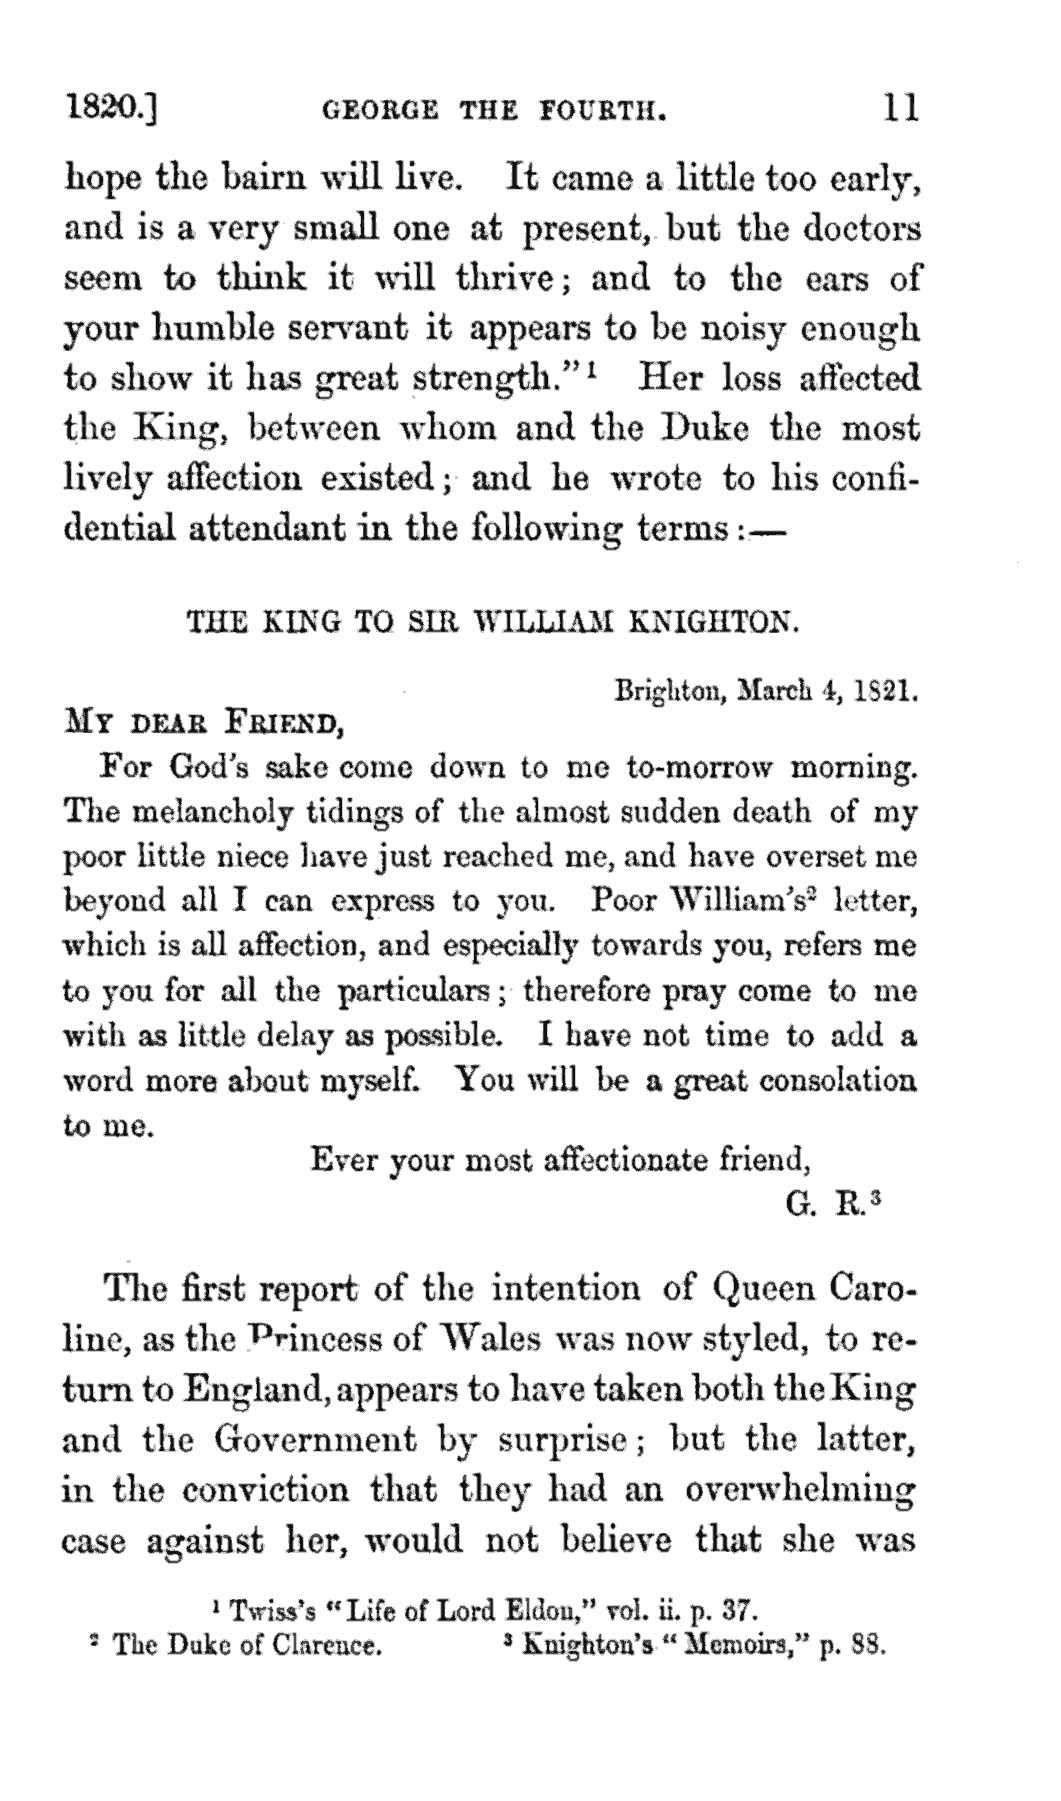 1820.] GEORGE THE FOURTH. 11
hope the bairn will live. It came a little too early,
and is a very small one at present, but the doctors
seem to think it will thrive; and to the ears of
your humble servant it appears to be noisy enough
to show it has great strength."¹ Her loss affected
the King, between whom and the Duke the most
lively affection existed; and he wrote to his confi-
dential attendant in the following terms:—
THE KING TO SIR WILLIAM KNIGHTON.
Brighton, March 4, 1821.
MY DEAR FRIEND,
For God's sake come down to me to-morrow morning.
The melancholy tidings of the almost sudden death of my
poor little niece have just reached me, and have overset me
beyond all I can express to you. Poor William's² letter,
which is all affection, and especially towards you, refers me
to you for all the particulars; therefore pray come to me
with as little delay as possible. I have not time to add a
word more about myself. You will be a great consolation
to me.
Ever your most affectionate friend,
G. R.³
The first report of the intention of Queen Caro-
line, as the Princess of Wales was now styled, to re-
turn to England, appears to have taken both the King
and the Government by surprise; but the latter,
in the conviction that they had an overwhelming
case against her, would not believe that she was
¹ Twiss's "Life of Lord Eldon," vol. ii. p. 37.
² The Duke of Clarence. ³ Knighton's "Memoirs," p. 88.